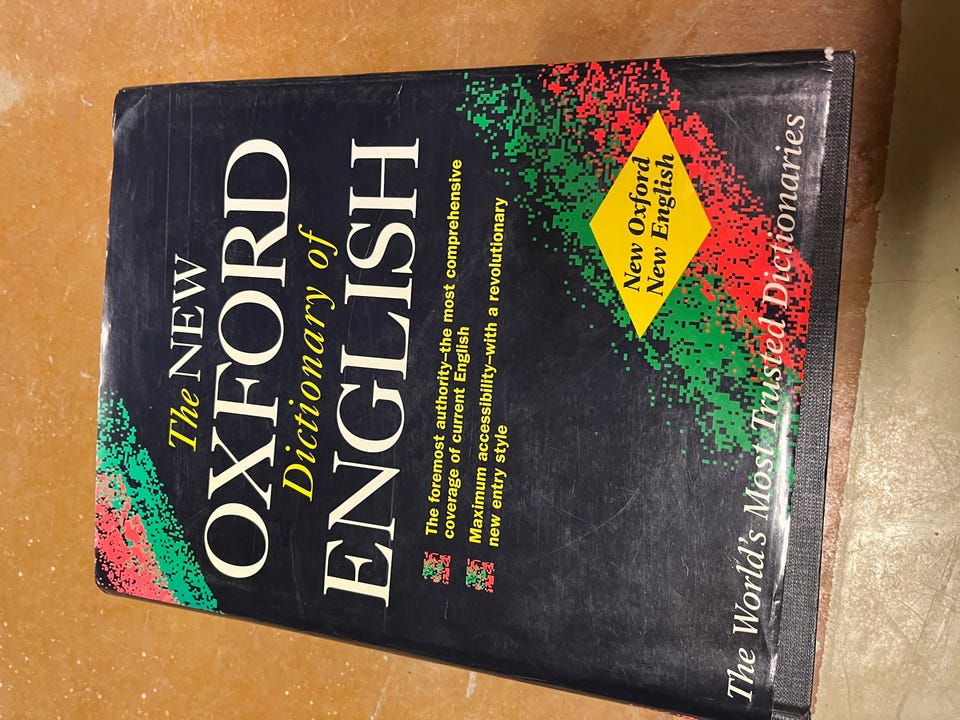 The NEW
OXFORD
Dictionary of
ENGLISH
The foremost authority–the most comprehensive
coverage of current English
Maximum accessibility–with a revolutionary
new entry style
New Oxford
New English
The World's Most Trusted Dictionaries